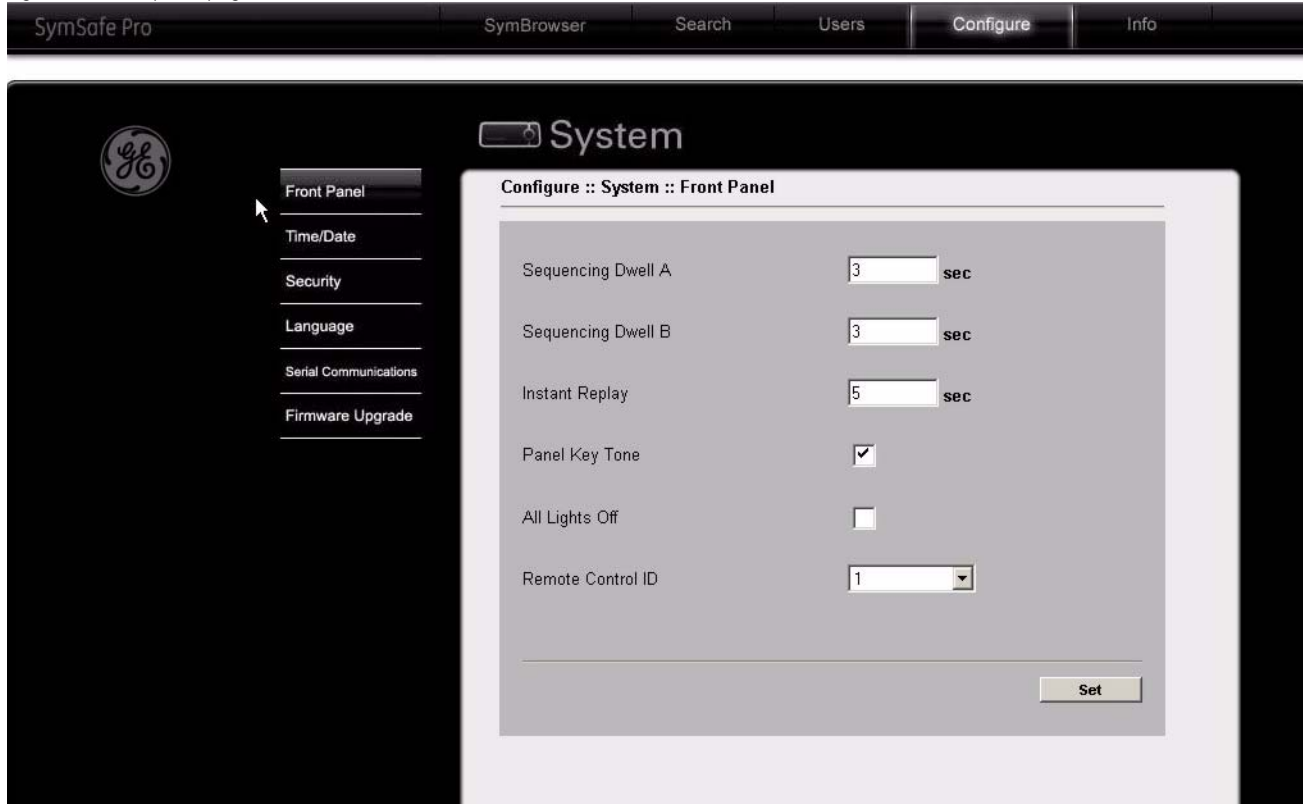 SymSafe Pro SymBrowser Search Users Configure Info
GE
System
Front Panel
Time/Date
Security
Language
Serial Communications
Firmware Upgrade
Configure :: System :: Front Panel
Sequencing Dwell A 3 sec
Sequencing Dwell B 3 sec
Instant Replay 5 sec
Panel Key Tone
All Lights Off
Remote Control ID 1
Set